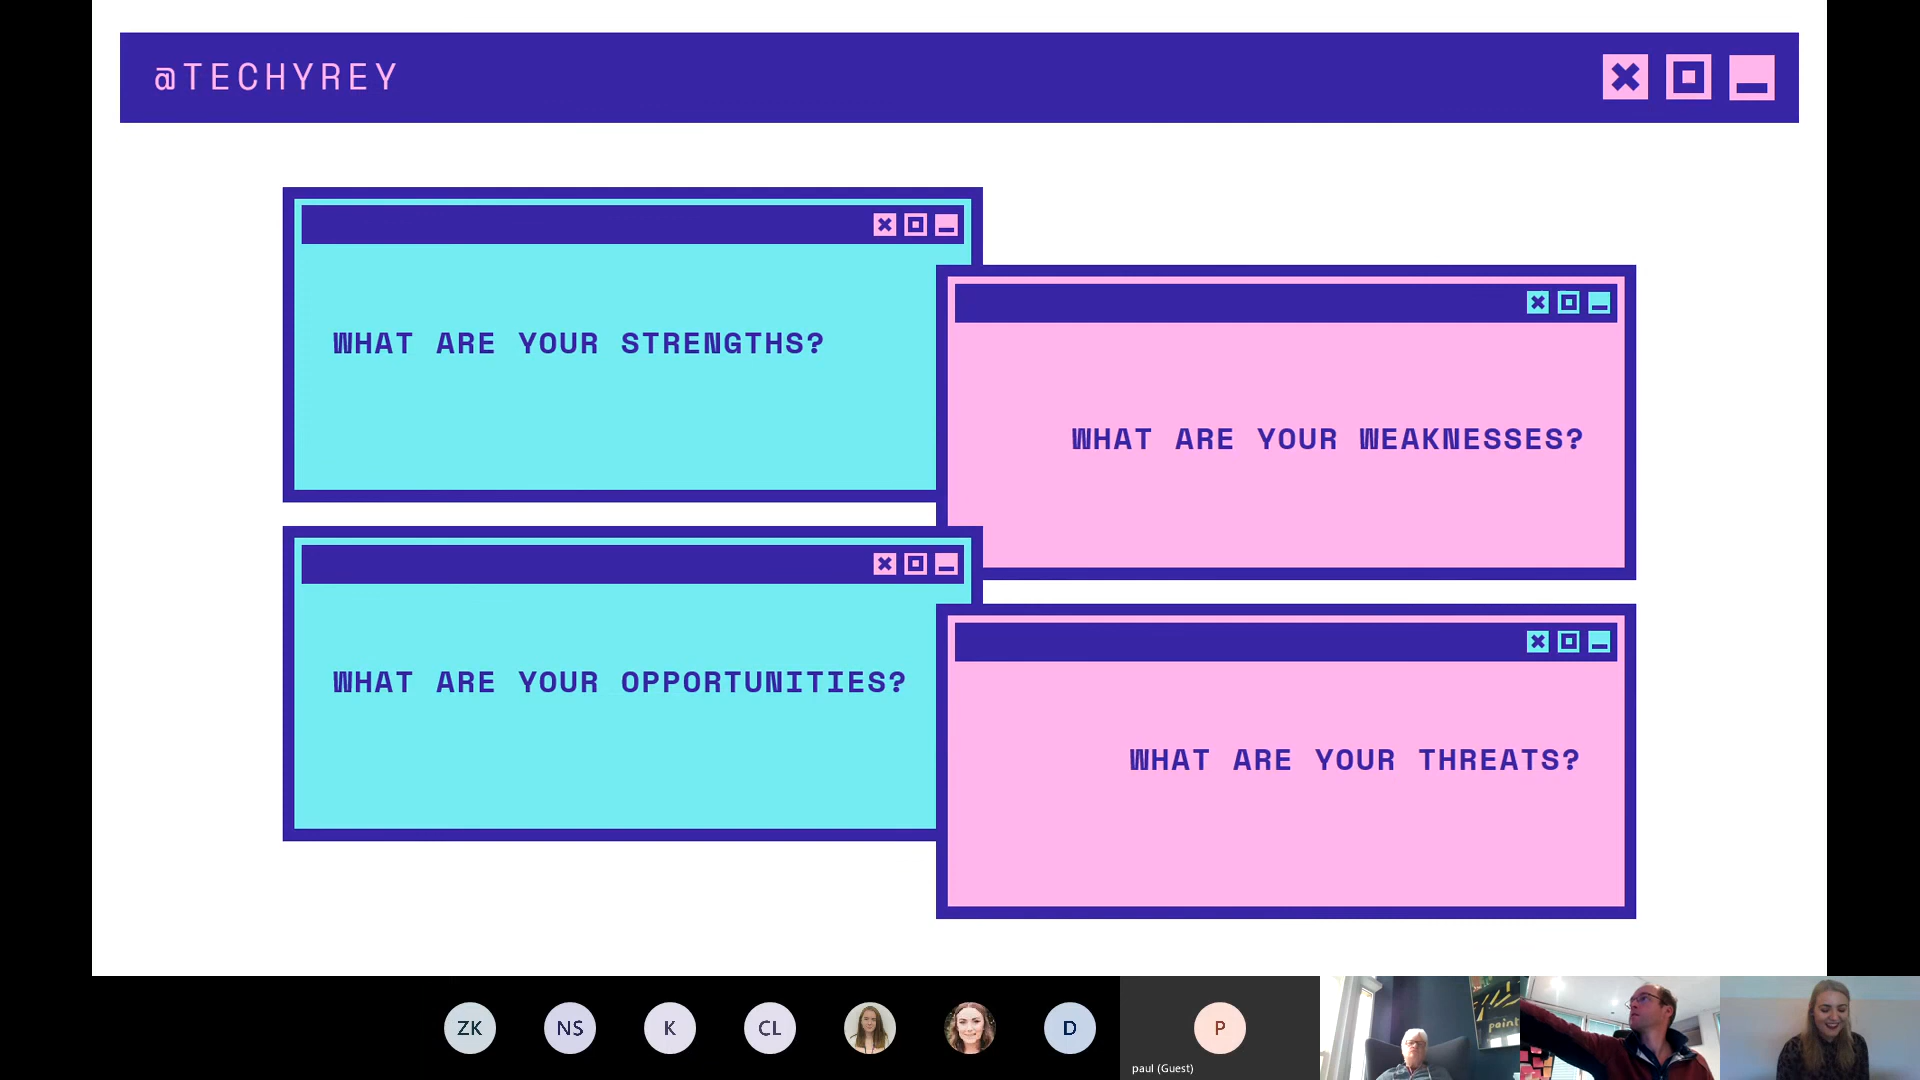 @TECHYREY
WHAT ARE YOUR STRENGTHS?
WHAT ARE YOUR WEAKNESSES?
WHAT ARE YOUR OPPORTUNITIES?
WHAT ARE YOUR THREATS?
ZK
NS
K
CL
D
P
paul (Guest)
paint